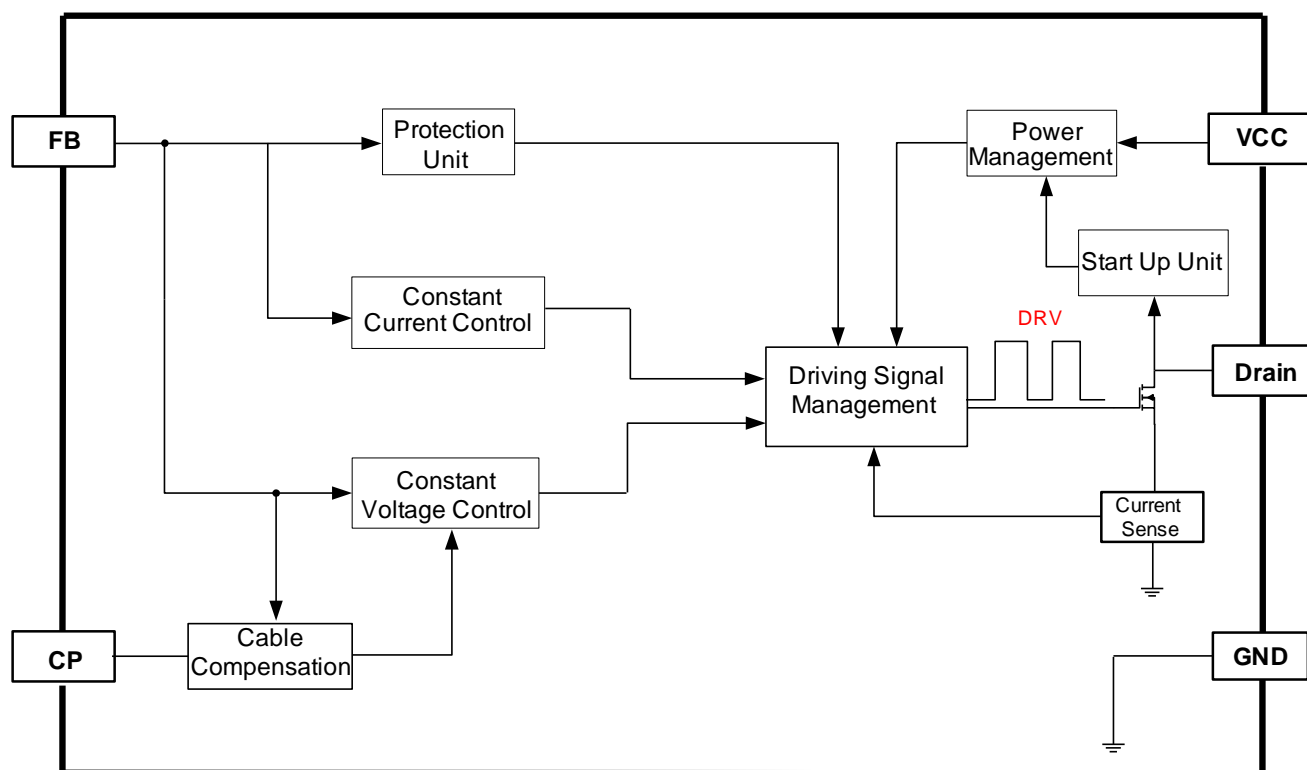 FB
Protection
Unit
Power
Management
VCC
Start Up Unit
Constant
Current Control
DRV
Driving Signal
Management
Drain
Constant
Voltage Control
Current
Sense
CP
Cable
Compensation
GND